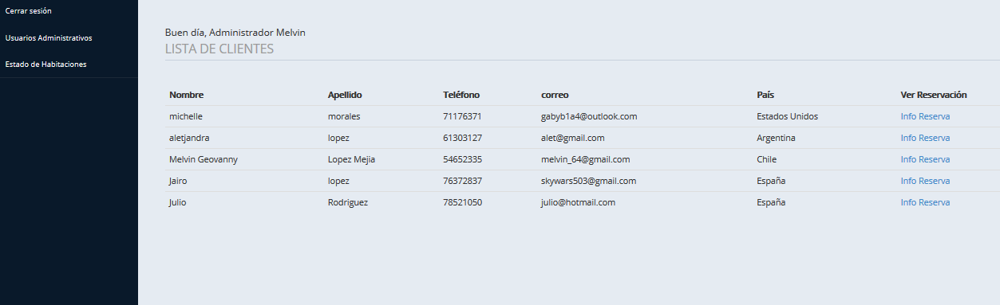 Cerrar sesión
Usuarios Administrativos
Estado de Habitaciones
Buen día, Administrador Melvin
LISTA DE CLIENTES
Nombre Apellido Teléfono correo País Ver Reservación
michelle morales 71176371 gabyb1a4@outlook.com Estados Unidos Info Reserva
aletjandra lopez 61303127 alet@gmail.com Argentina Info Reserva
Melvin Geovanny Lopez Mejia 54652335 melvin_64@gmail.com Chile Info Reserva
Jairo lopez 76372837 skywars503@gmail.com España Info Reserva
Julio Rodriguez 78521050 julio@hotmail.com España Info Reserva